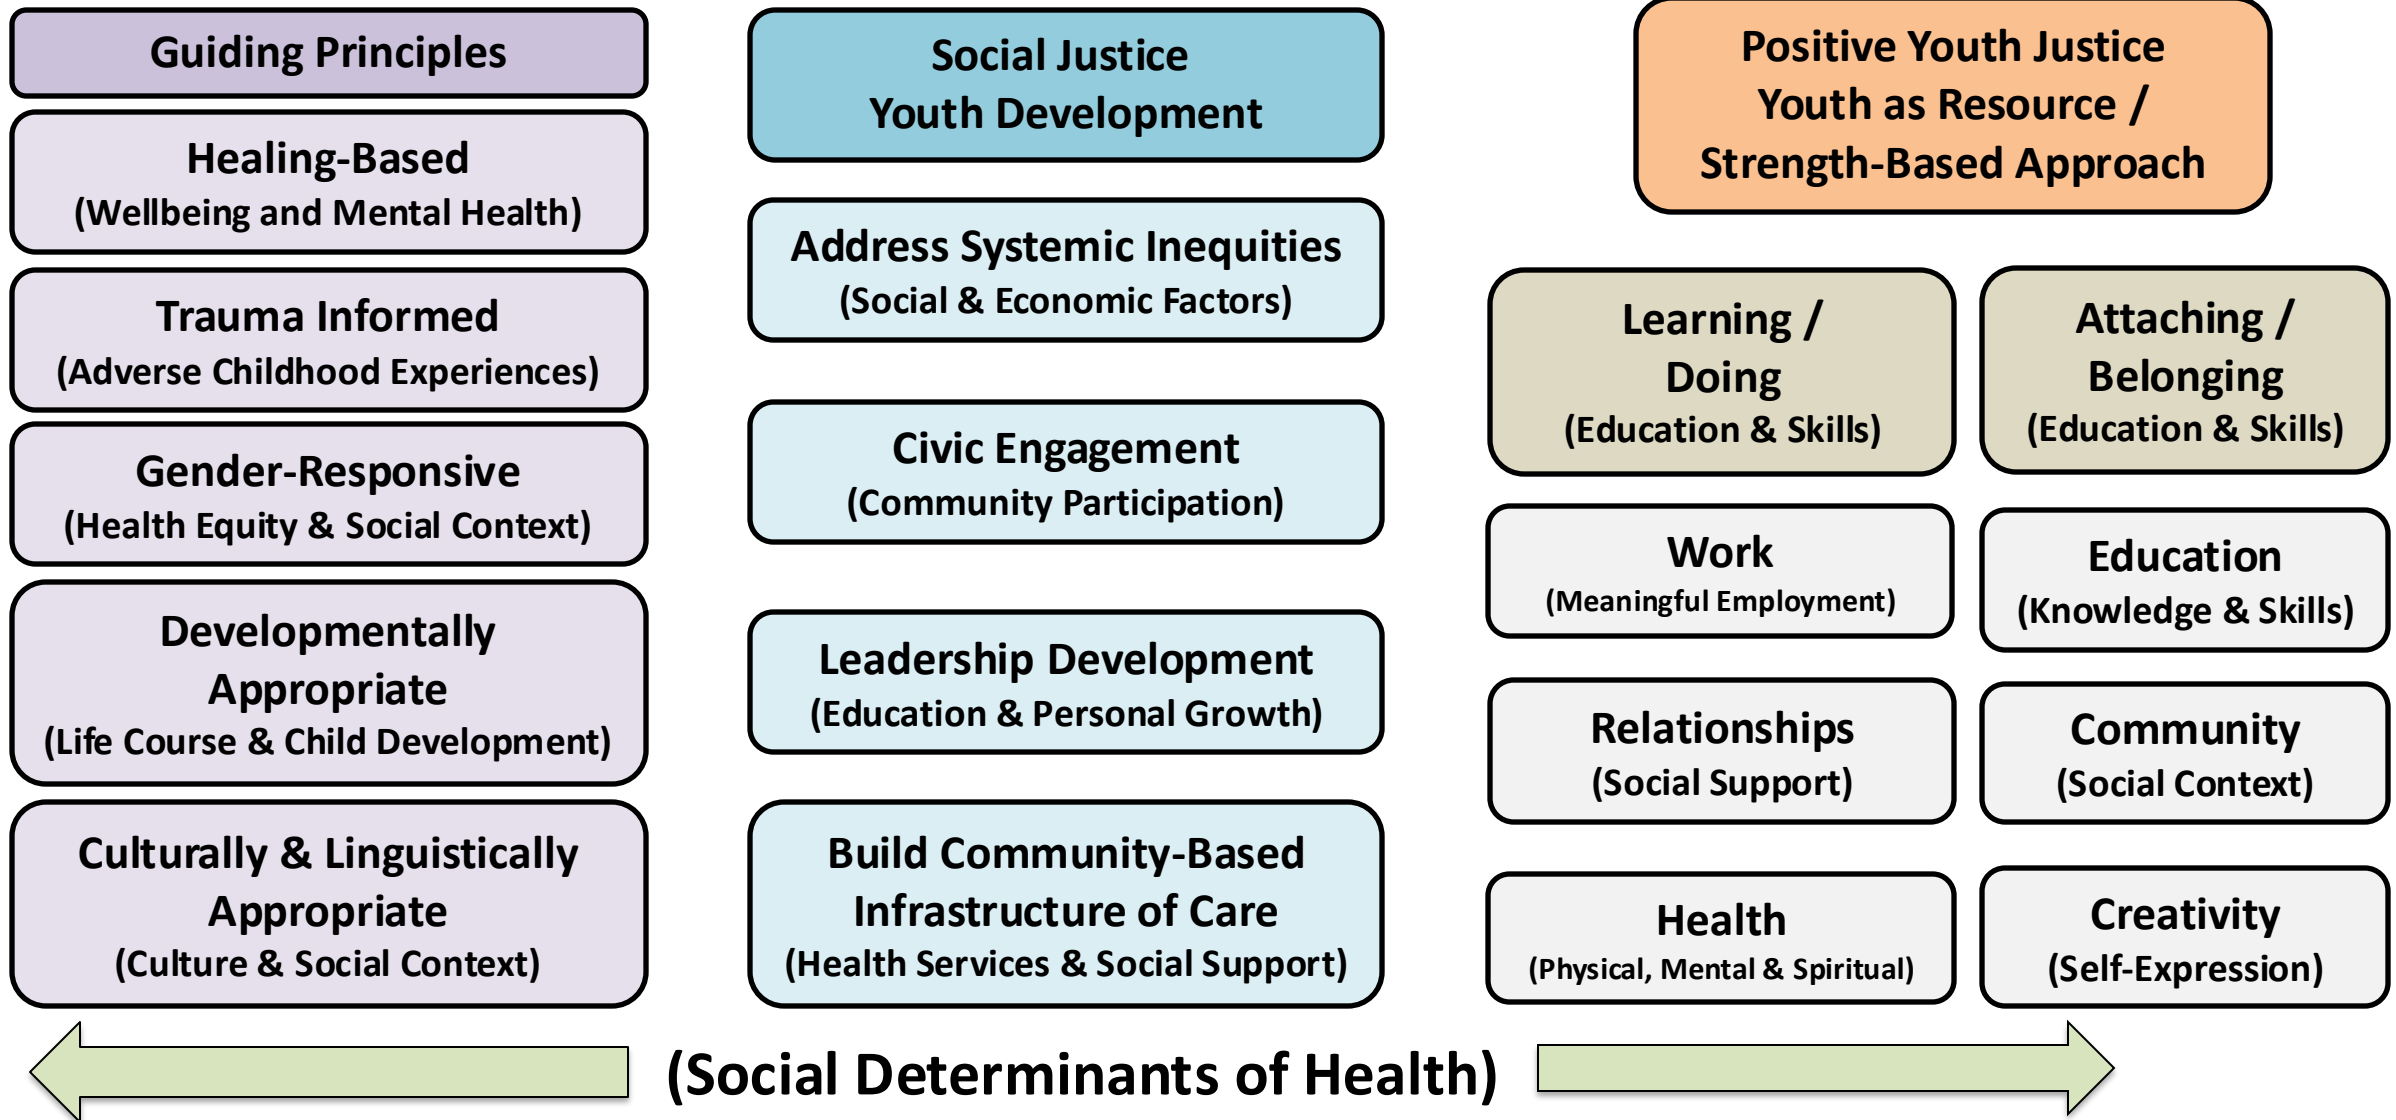 Guiding Principles
Healing-Based
(Wellbeing and Mental Health)
Trauma Informed
(Adverse Childhood Experiences)
Gender-Responsive
(Health Equity & Social Context)
Developmentally
Appropriate
(Life Course & Child Development)
Culturally & Linguistically
Appropriate
(Culture & Social Context)
Social Justice
Youth Development
Address Systemic Inequities
(Social & Economic Factors)
Civic Engagement
(Community Participation)
Leadership Development
(Education & Personal Growth)
Build Community-Based
Infrastructure of Care
(Health Services & Social Support)
Positive Youth Justice
Youth as Resource /
Strength-Based Approach
Learning /
Doing
(Education & Skills)
Work
(Meaningful Employment)
Relationships
(Social Support)
Health
(Physical, Mental & Spiritual)
Attaching /
Belonging
(Education & Skills)
Education
(Knowledge & Skills)
Community
(Social Context)
Creativity
(Self-Expression)
(Social Determinants of Health)